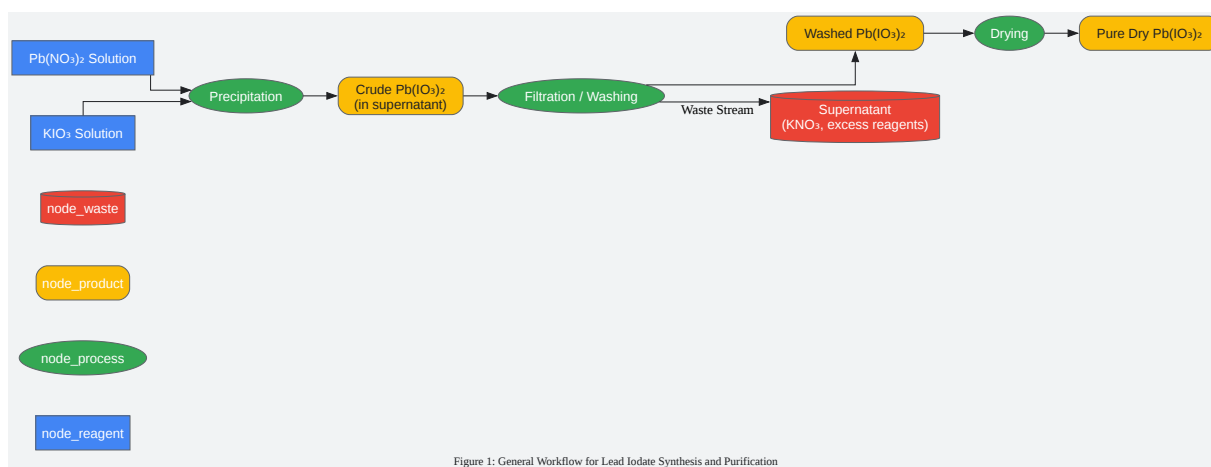 Pb(NO₃)₂ Solution
KIO₃ Solution
Precipitation
Crude Pb(IO₃)₂
(in supernatant)
Filtration / Washing
Waste Stream
Washed Pb(IO₃)₂
Supernatant
(KNO₃, excess reagents)
Drying
Pure Dry Pb(IO₃)₂
node_waste
node_product
node_process
node_reagent
Figure 1: General Workflow for Lead Iodate Synthesis and Purification